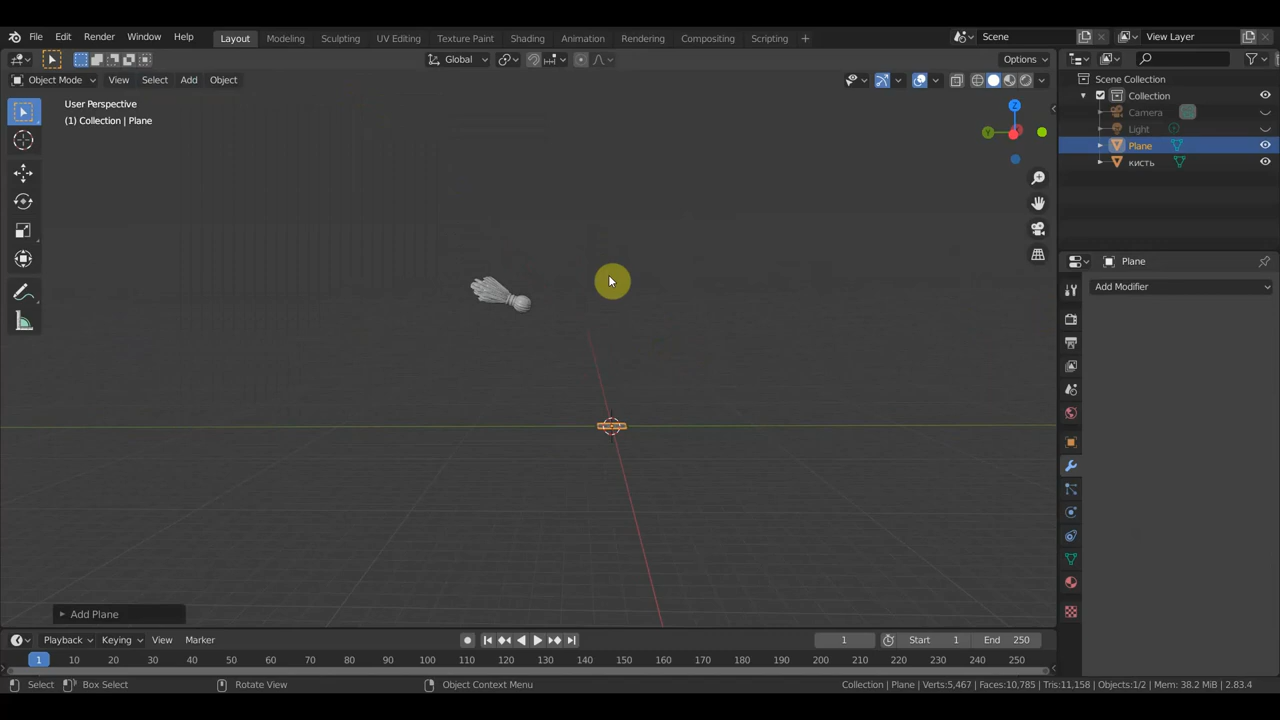 File Edit Render Window Help Layout Modeling Sculpting UV Editing Texture Paint Shading Animation Rendering Compositing Scripting + Scene View Layer
Global Options
Object Mode View Select Add Object
User Perspective
(1) Collection | Plane
Scene Collection
Collection
Camera
Light
Plane
кисть
Plane
Add Modifier
Z
Y
Add Plane
Playback Keying View Marker 1 Start 1 End 250
1 10 20 30 40 50 60 70 80 90 100 110 120 130 140 150 160 170 180 190 200 210 220 230 240 250
Select Box Select Rotate View Object Context Menu Collection | Plane | Verts:5,467 | Faces:10,785 | Tris:11,158 | Objects:1/2 | Mem: 38.2 MiB | 2.83.4